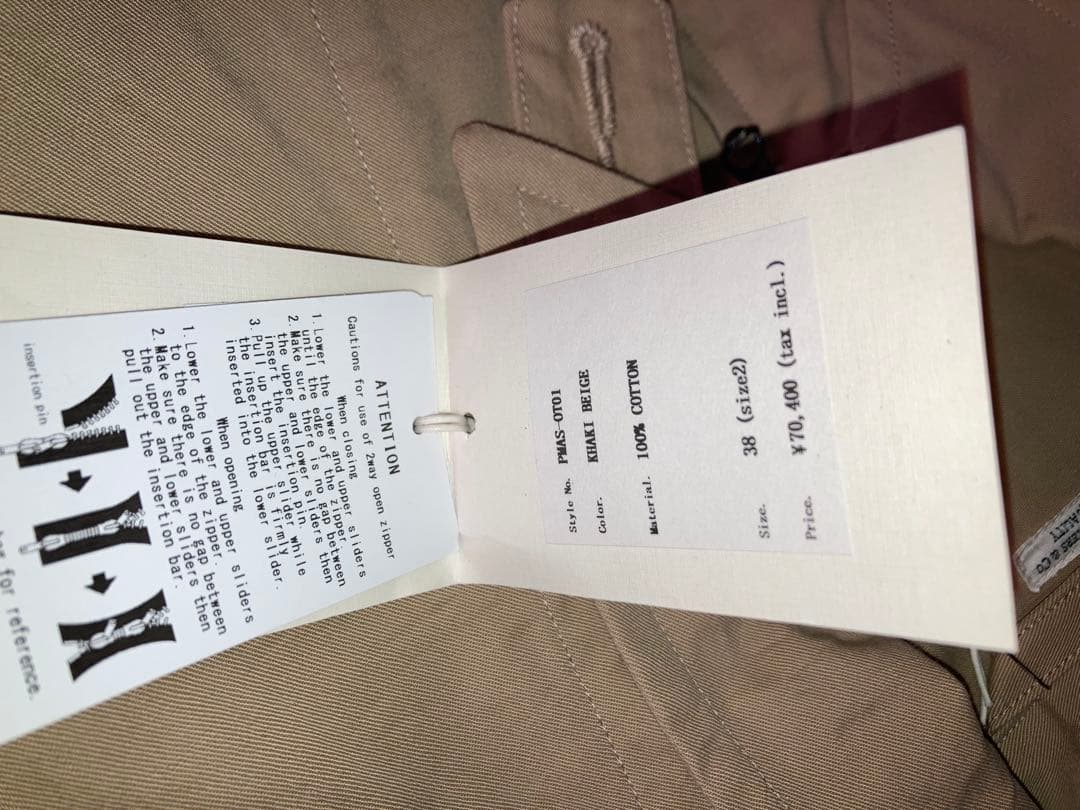 Style No. PMAS-OT01
Color. KHAKI BEIGE
Material. 100% COTTON
Size. 38 (size2)
Price. ¥70,400 (tax incl.)
ATTENTION
Cautions for use of 2way open zipper
When closing
1. Lower the lower and upper sliders
until the edge of the zipper
2. Make sure there is no gap between
the upper and lower sliders then
insert the insertion pin.
3. Pull up the upper slider while
the insertion bar is firmly
inserted into the lower slider.
When opening
1. Lower the lower and upper sliders
to the edge of the zipper.
2. Make sure there is no gap between
the upper and lower sliders then
pull out the insertion bar.
insertion pin
for reference.
& Co